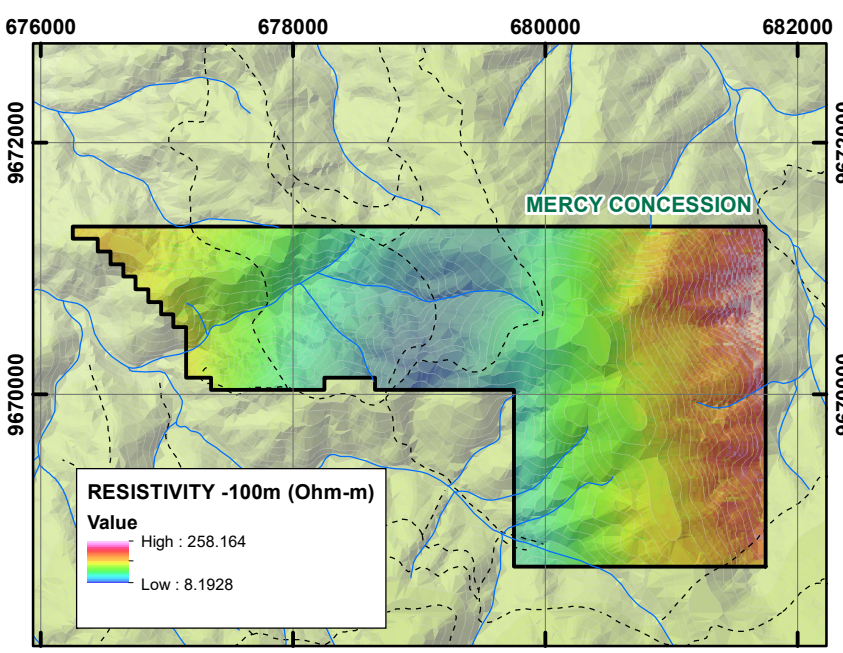 676000 678000 680000 682000
9672000 9672000
MERCY CONCESSION
9670000 9670000
RESISTIVITY -100m (Ohm-m)
Value
High : 258.164
Low : 8.1928